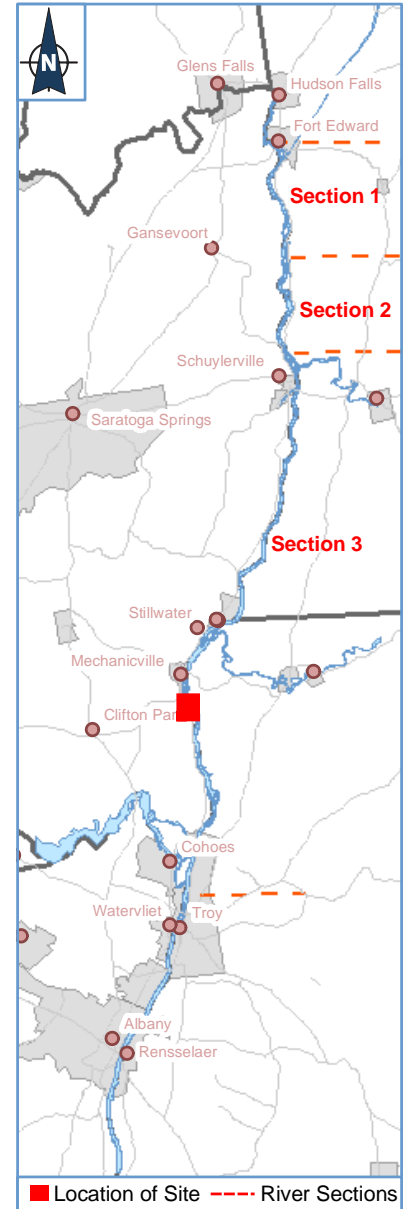 N
Glens Falls
Hudson Falls
Fort Edward
Section 1
Gansevoort
Section 2
Schuylerville
Saratoga Springs
Section 3
Stillwater
Mechanicville
Clifton Par
Cohoes
Watervliet
Troy
Albany
Rensselaer
Location of Site
River Sections